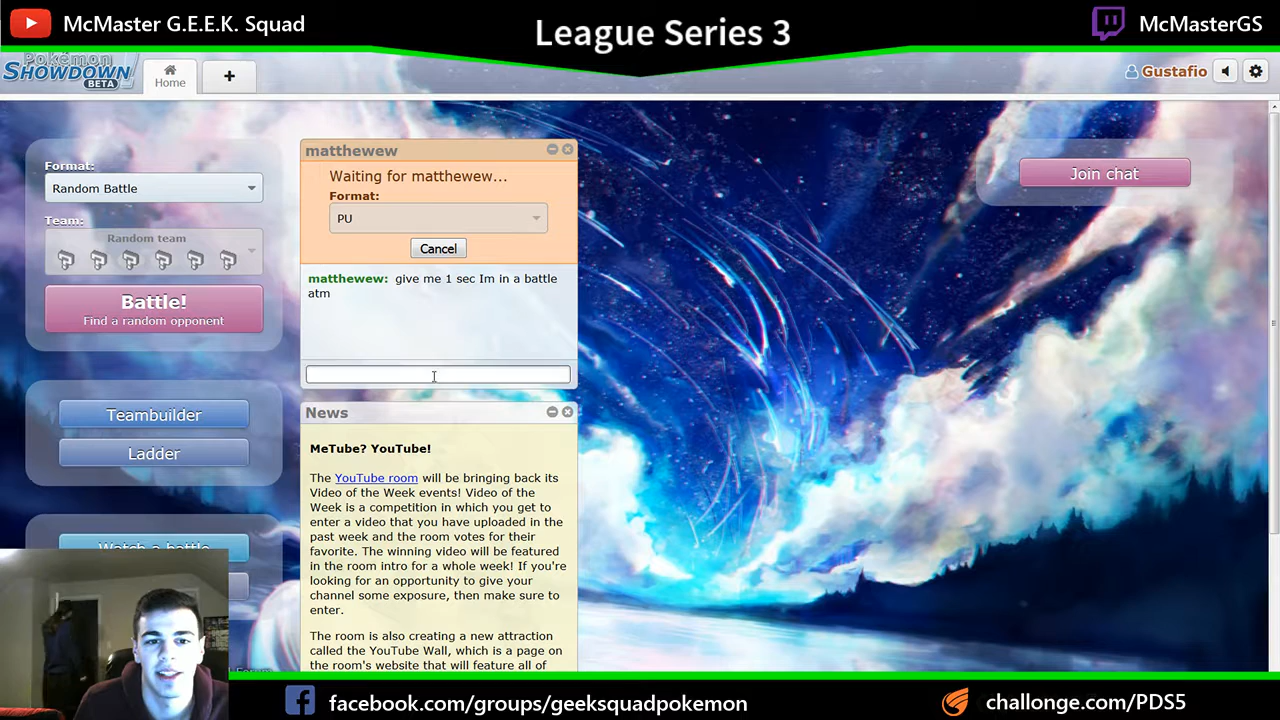 McMaster G.E.E.K. Squad
League Series 3
McMasterGS
Pokémon
SHOWDOWN
BETA
Home
+
Gustafio
Format:
Random Battle
Team:
Random team
Battle!
Find a random opponent
Teambuilder
Ladder
Watch a battle
matthewew
Waiting for matthewew...
Format:
PU
Cancel
matthewew: give me 1 sec Im in a battle
atm
News
MeTube? YouTube!
The YouTube room will be bringing back its
Video of the Week events! Video of the
Week is a competition in which you get to
enter a video that you have uploaded in the
past week and the room votes for their
favorite. The winning video will be featured
in the room intro for a whole week! If you're
looking for an opportunity to give your
channel some exposure, then make sure to
enter.
The room is also creating a new attraction
called the YouTube Wall, which is a page on
the room's website that will feature all of
Join chat
facebook.com/groups/geeksquadpokemon
challonge.com/PDS5